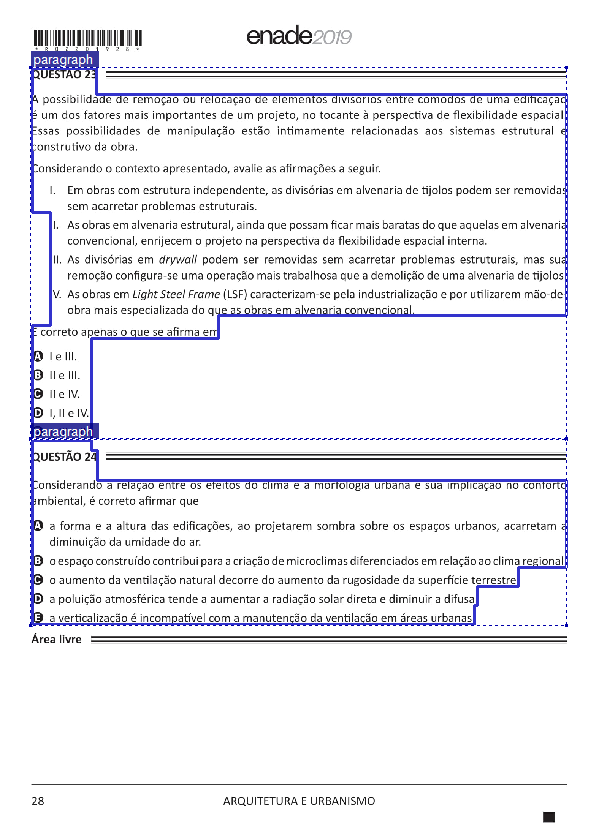 enade2019
*R0220192 8*
paragraph
QUESTÃO 23
A possibilidade de remoção ou relocação de elementos divisórios entre cômodos de uma edificação
é um dos fatores mais importantes de um projeto, no tocante à perspectiva de flexibilidade espacial.
Essas possibilidades de manipulação estão intimamente relacionadas aos sistemas estrutural e
construtivo da obra.
Considerando o contexto apresentado, avalie as afirmações a seguir.
I. Em obras com estrutura independente, as divisórias em alvenaria de tijolos podem ser removidas
sem acarretar problemas estruturais.
I. As obras em alvenaria estrutural, ainda que possam ficar mais baratas do que aquelas em alvenaria
convencional, enrijecem o projeto na perspectiva da flexibilidade espacial interna.
II. As divisórias em drywall podem ser removidas sem acarretar problemas estruturais, mas sua
remoção configura-se uma operação mais trabalhosa que a demolição de uma alvenaria de tijolos.
V. As obras em Light Steel Frame (LSF) caracterizam-se pela industrialização e por utilizarem mão-de-
obra mais especializada do que as obras em alvenaria convencional.
É correto apenas o que se afirma em
A I e III.
B II e III.
C II e IV.
D I, II e IV.
paragraph
QUESTÃO 24
Considerando a relação entre os efeitos do clima e a morfologia urbana e sua implicação no conforto
ambiental, é correto afirmar que
A a forma e a altura das edificações, ao projetarem sombra sobre os espaços urbanos, acarretam a
diminuição da umidade do ar.
B o espaço construído contribui para a criação de microclimas diferenciados em relação ao clima regional.
C o aumento da ventilação natural decorre do aumento da rugosidade da superfície terrestre.
D a poluição atmosférica tende a aumentar a radiação solar direta e diminuir a difusa.
E a verticalização é incompatível com a manutenção da ventilação em áreas urbanas.
Área livre
28 ARQUITETURA E URBANISMO